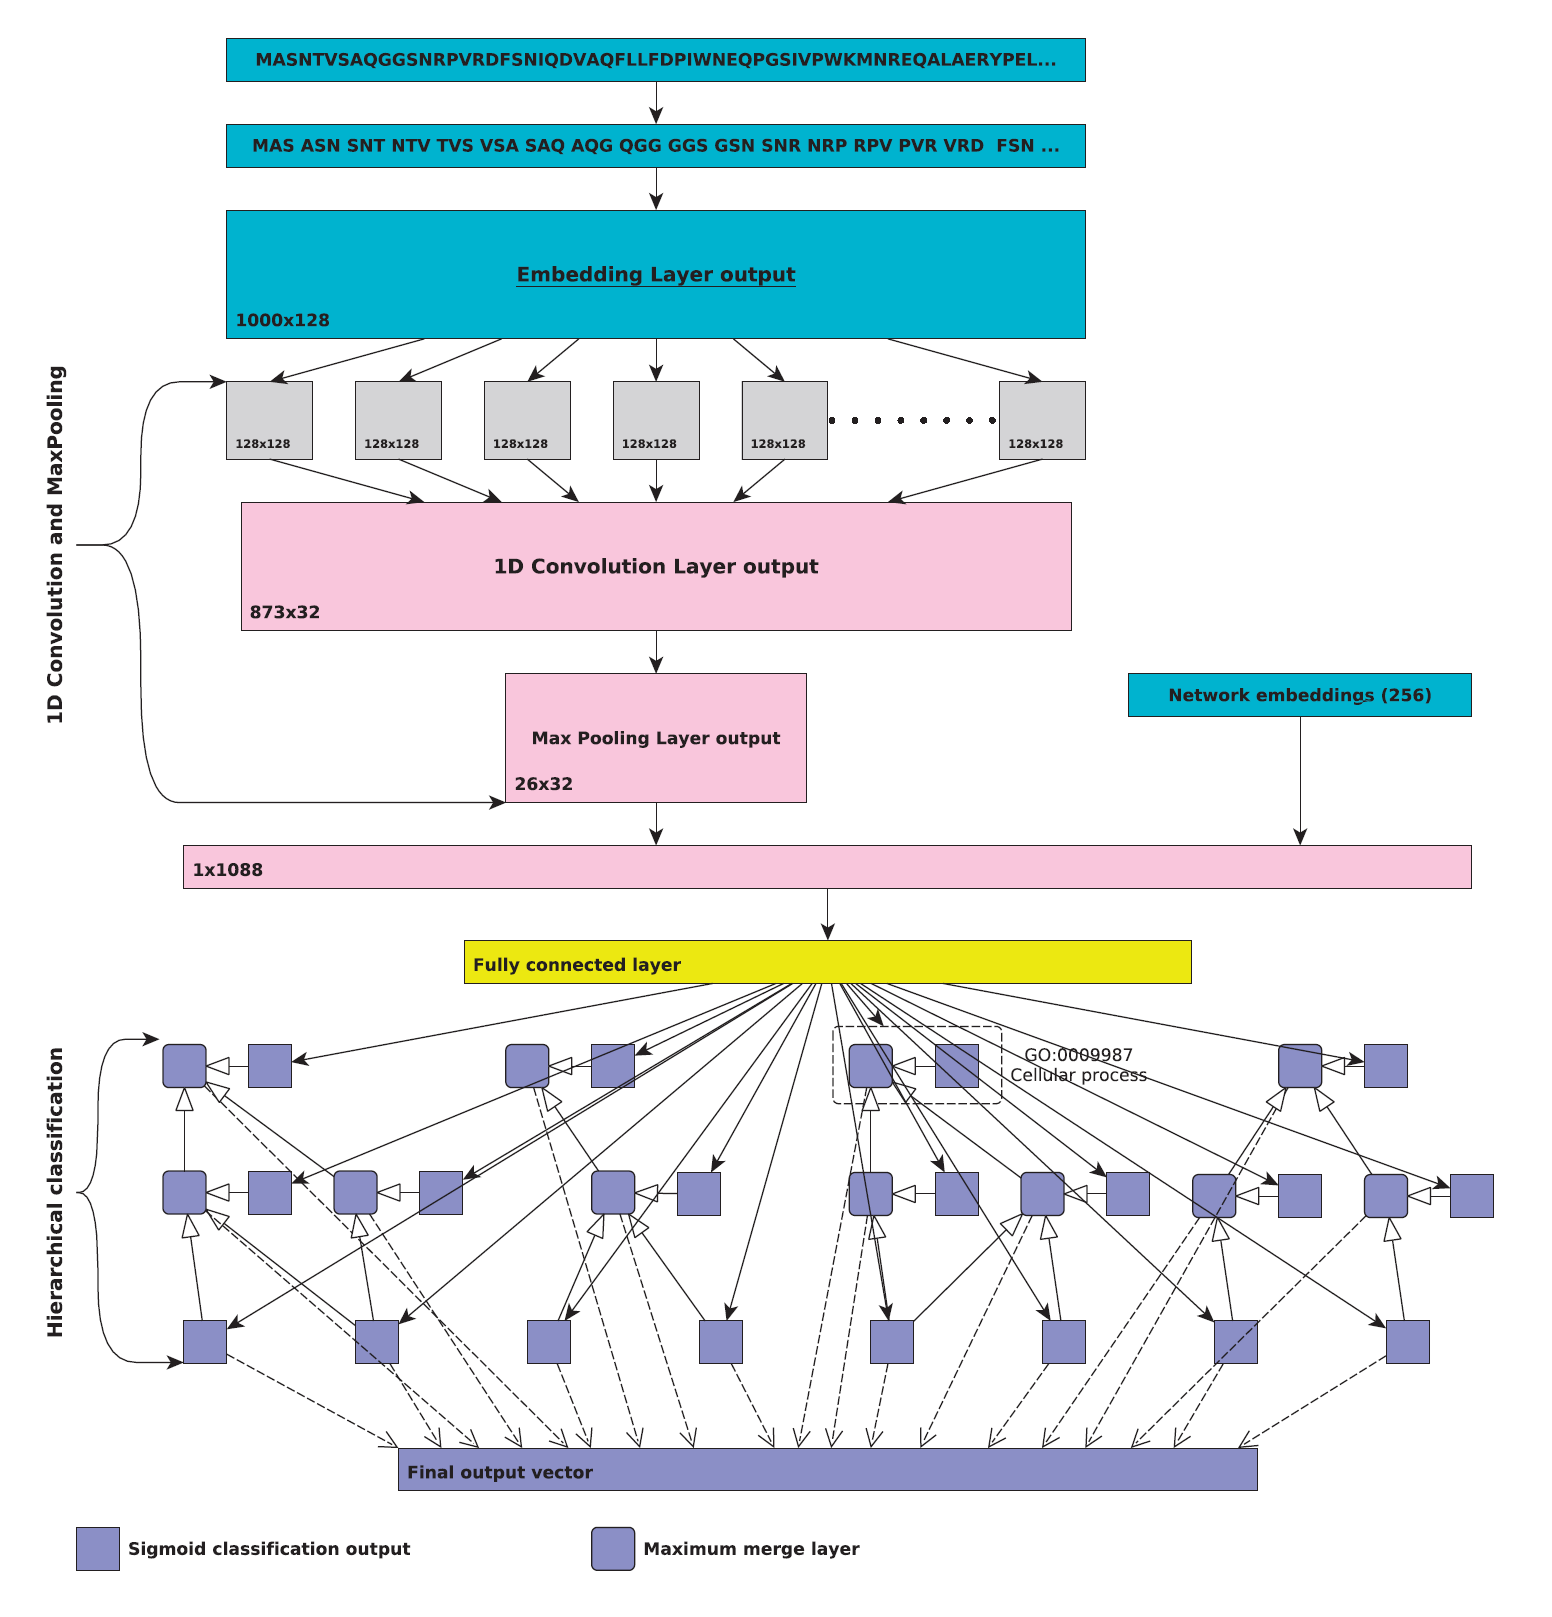 MASNTVSAQGGSNRPVRDFSNIQDVAQFLLFDPIWNEQPGSIVPWKMNREQALAERYPEL...
MAS ASN SNT NTV TVS VSA SAQ AQG QGG GGS GSN SNR NRP RPV PVR VRD  FSN ...
Embedding Layer output
1000x128
1D Convolution and MaxPooling
128x128
128x128
128x128
128x128
128x128
128x128
1D Convolution Layer output
873x32
Max Pooling Layer output
26x32
Network embeddings (256)
1x1088
Fully connected layer
Hierarchical classification
GO:0009987
Cellular process
Final output vector
Sigmoid classification output
Maximum merge layer